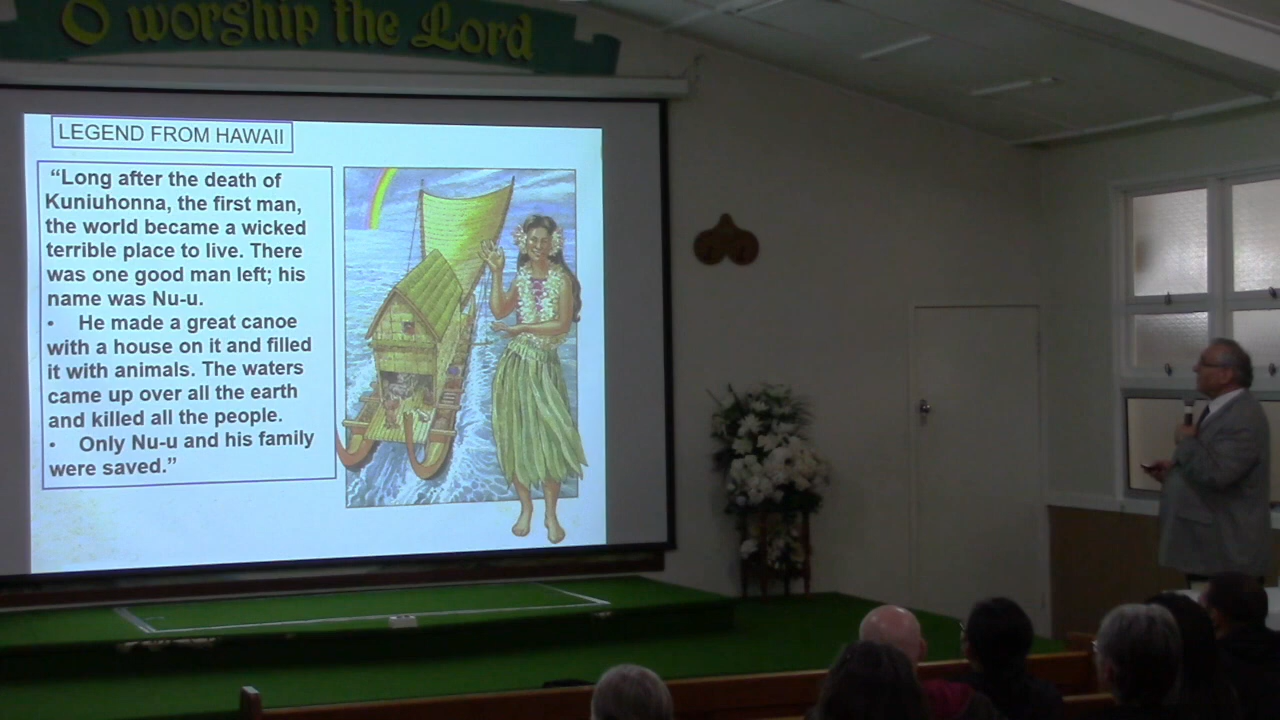 O worship the Lord
LEGEND FROM HAWAII
“Long after the death of
Kuniuhonna, the first man,
the world became a wicked
terrible place to live. There
was one good man left; his
name was Nu-u.
• He made a great canoe
with a house on it and filled
it with animals. The waters
came up over all the earth
and killed all the people.
• Only Nu-u and his family
were saved.”